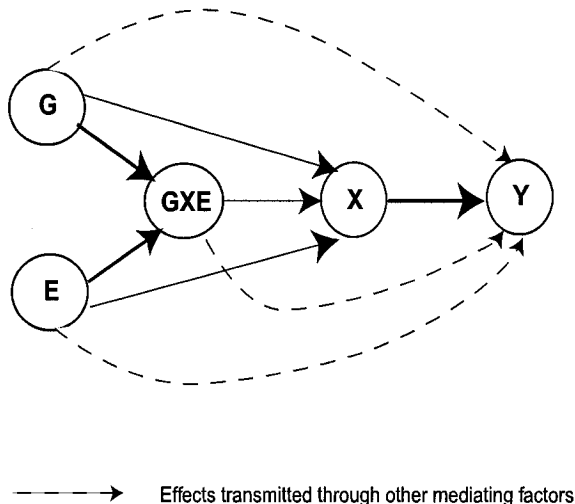 G
GXE
X
Y
E
Effects transmitted through other mediating factors